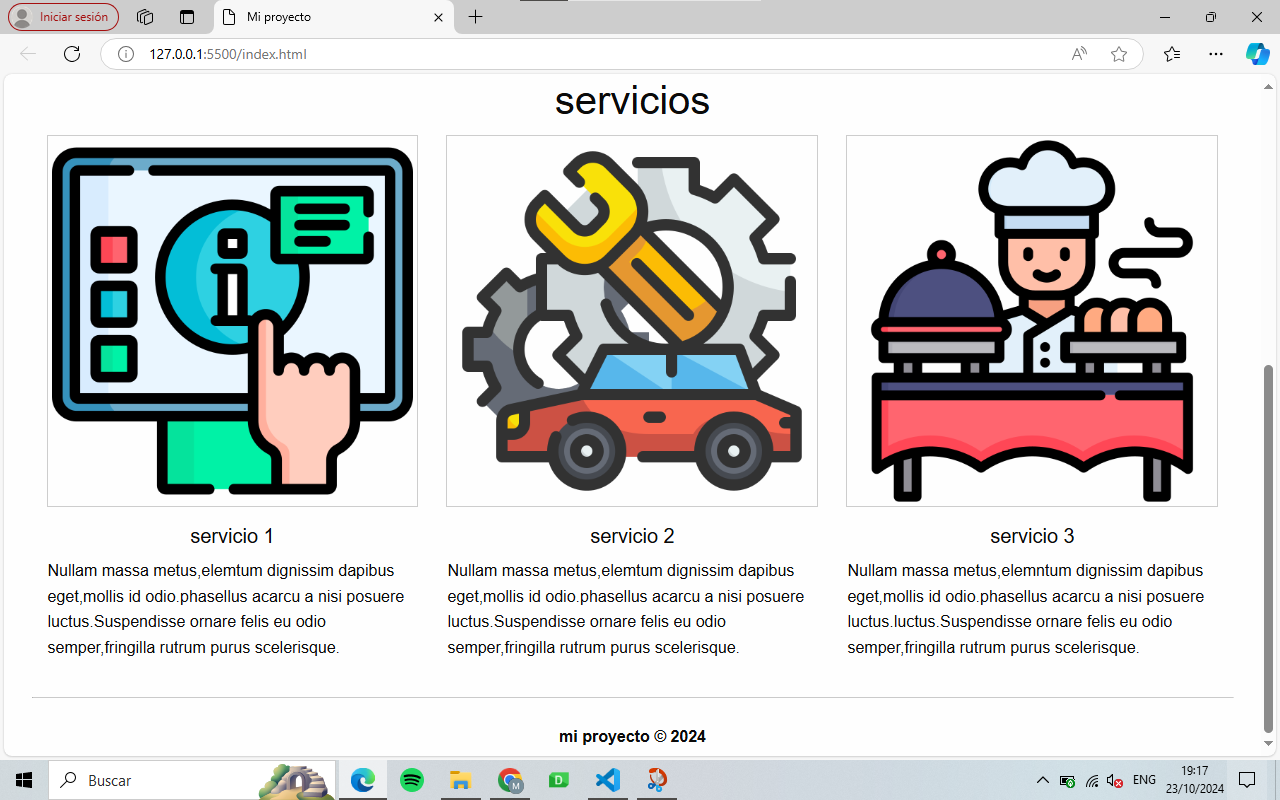 Iniciar sesión
Mi proyecto
127.0.0.1:5500/index.html
servicios
servicio 1
Nullam massa metus,elemtum dignissim dapibus
eget,mollis id odio.phasellus acarcu a nisi posuere
luctus.Suspendisse ornare felis eu odio
semper,fringilla rutrum purus scelerisque.
servicio 2
Nullam massa metus,elemtum dignissim dapibus
eget,mollis id odio.phasellus acarcu a nisi posuere
luctus.Suspendisse ornare felis eu odio
semper,fringilla rutrum purus scelerisque.
servicio 3
Nullam massa metus,elemntum dignissim dapibus
eget,mollis id odio.phasellus acarcu a nisi posuere
luctus.luctus.Suspendisse ornare felis eu odio
semper,fringilla rutrum purus scelerisque.
mi proyecto © 2024
Buscar
M
D
ENG
19:17
23/10/2024